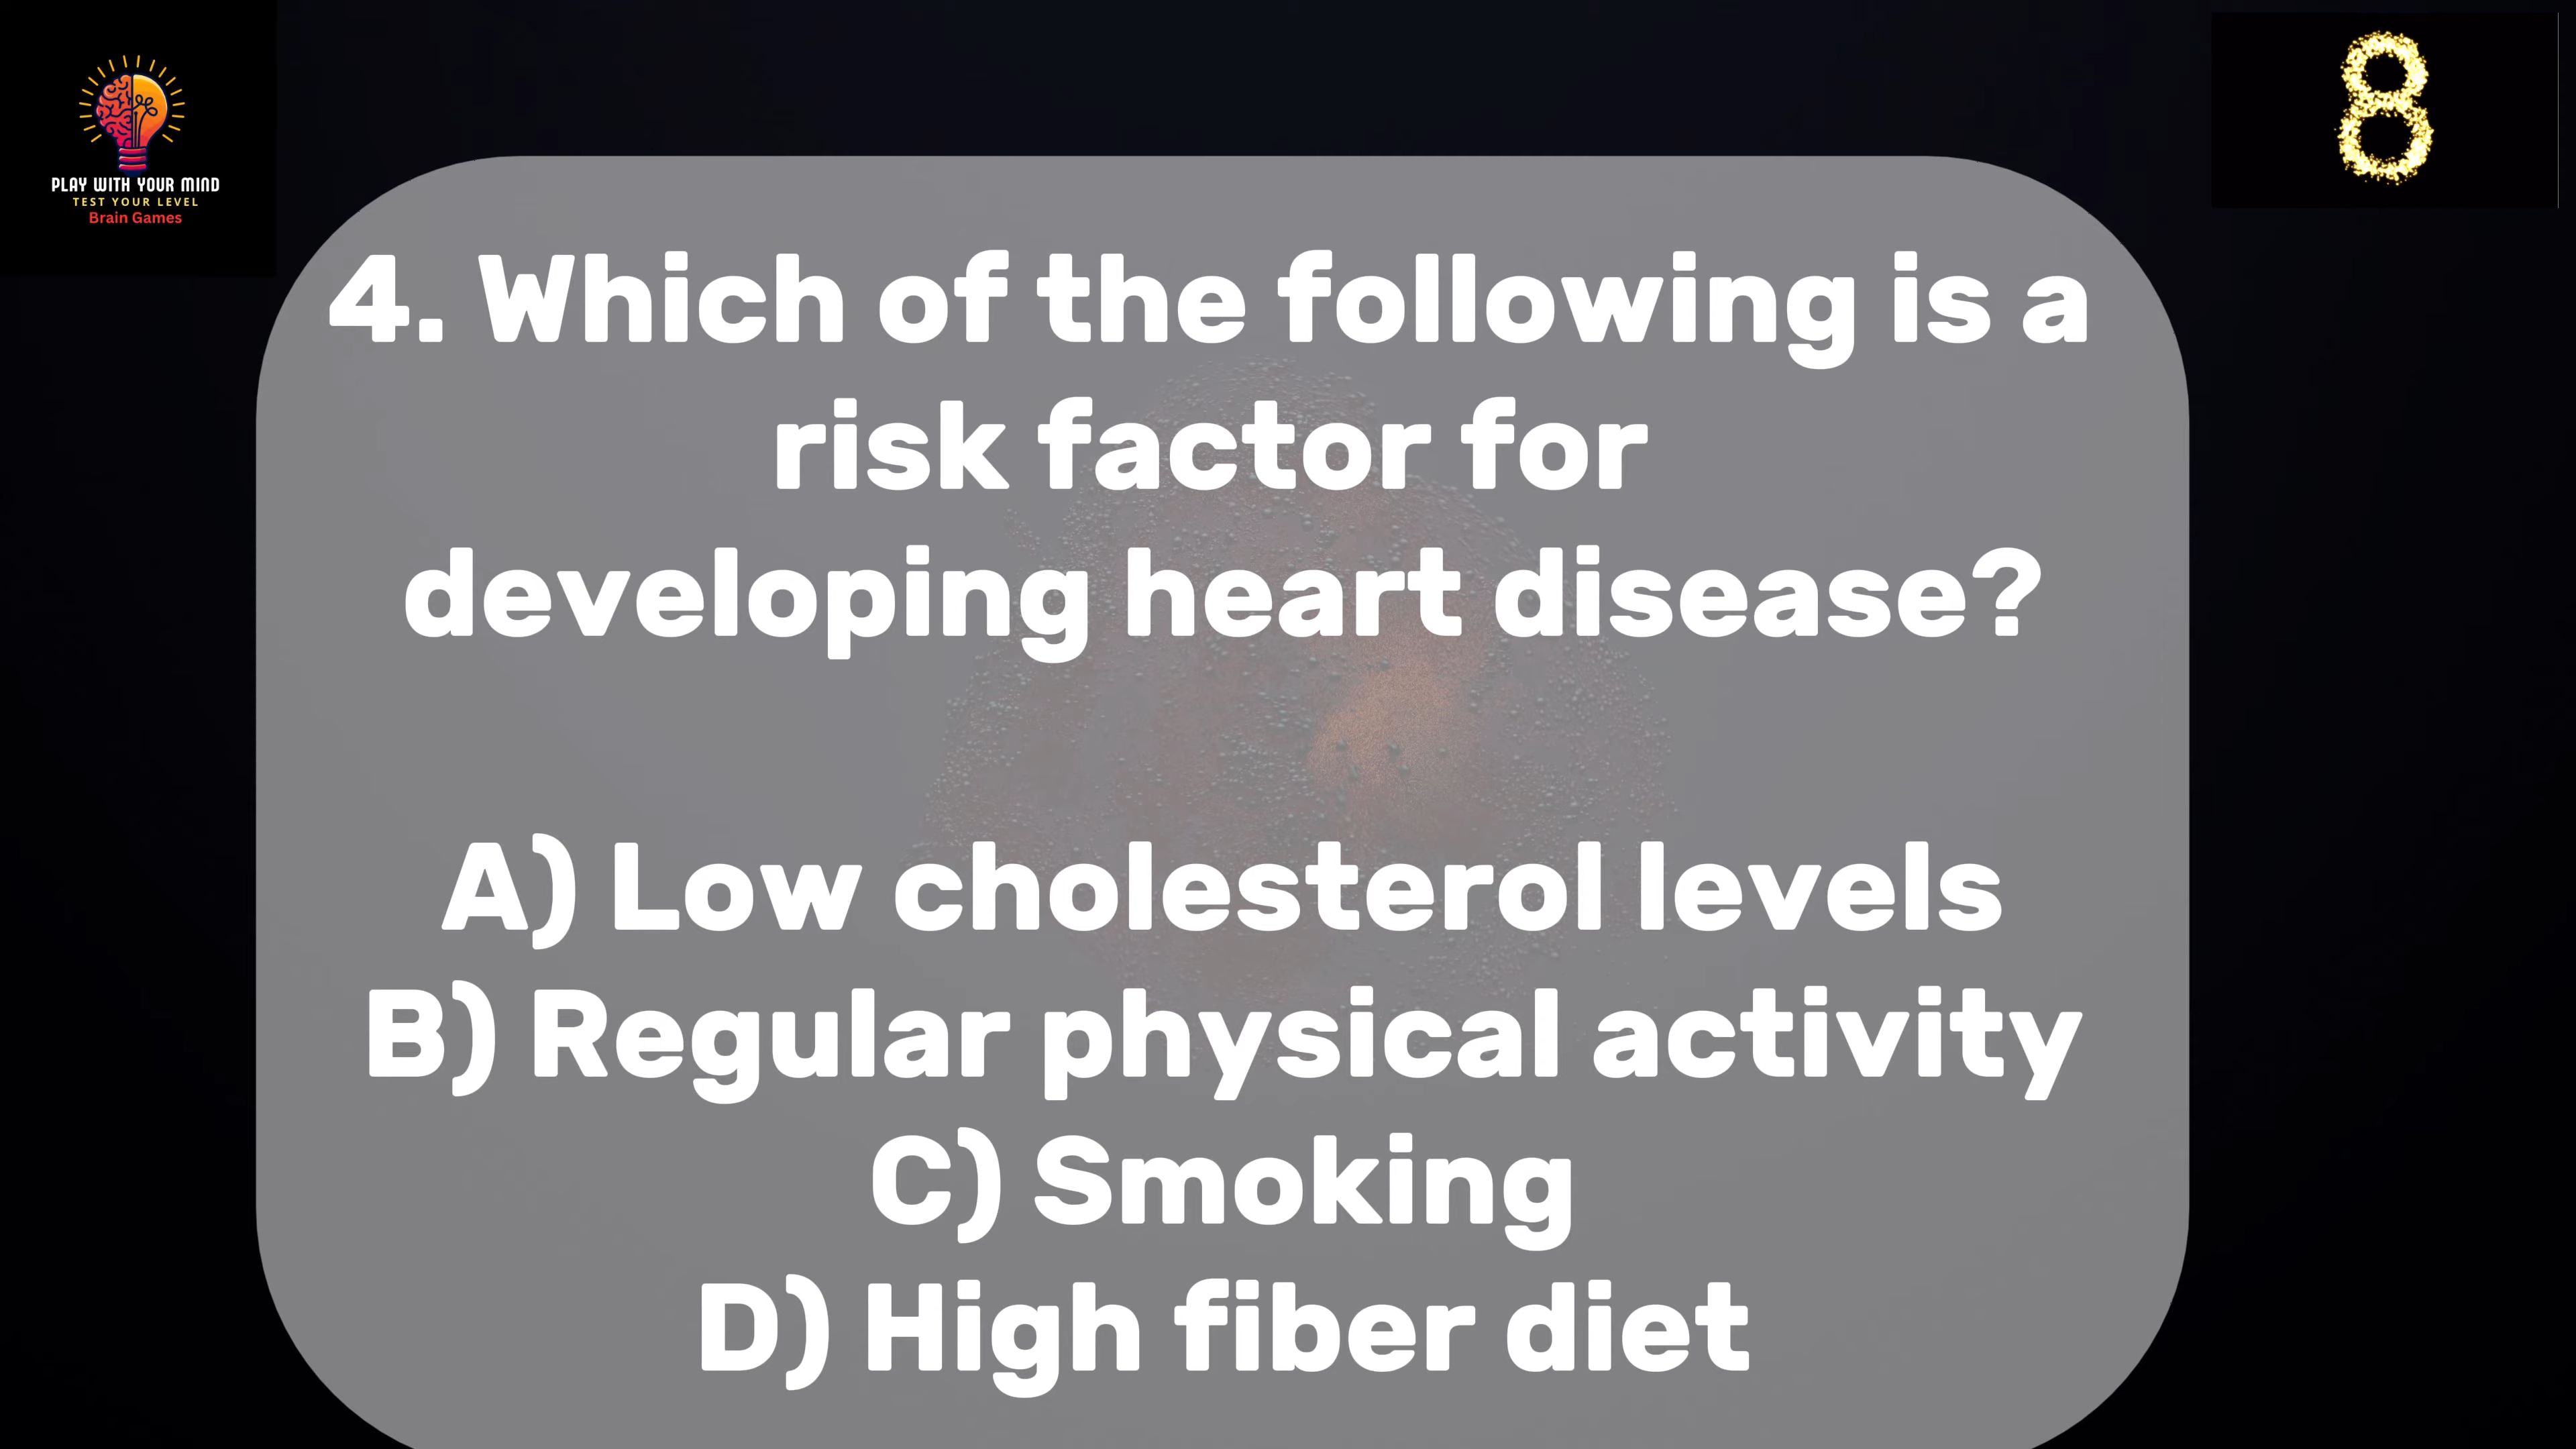 PLAY WITH YOUR MIND
TEST YOUR LEVEL
Brain Games
8
4. Which of the following is a
risk factor for
developing heart disease?
A) Low cholesterol levels
B) Regular physical activity
C) Smoking
D) High fiber diet